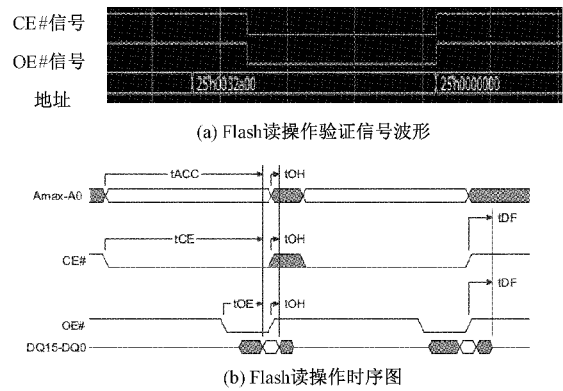 CE#信号
OE#信号
地址
25'h0032a00
25'h0000000
(a) Flash读操作验证信号波形
tACC
tOH
Amax-A0
tDF
tCE
tOH
CE#
tDF
tOE
tOH
OE#
DQ15-DQ0
(b) Flash读操作时序图